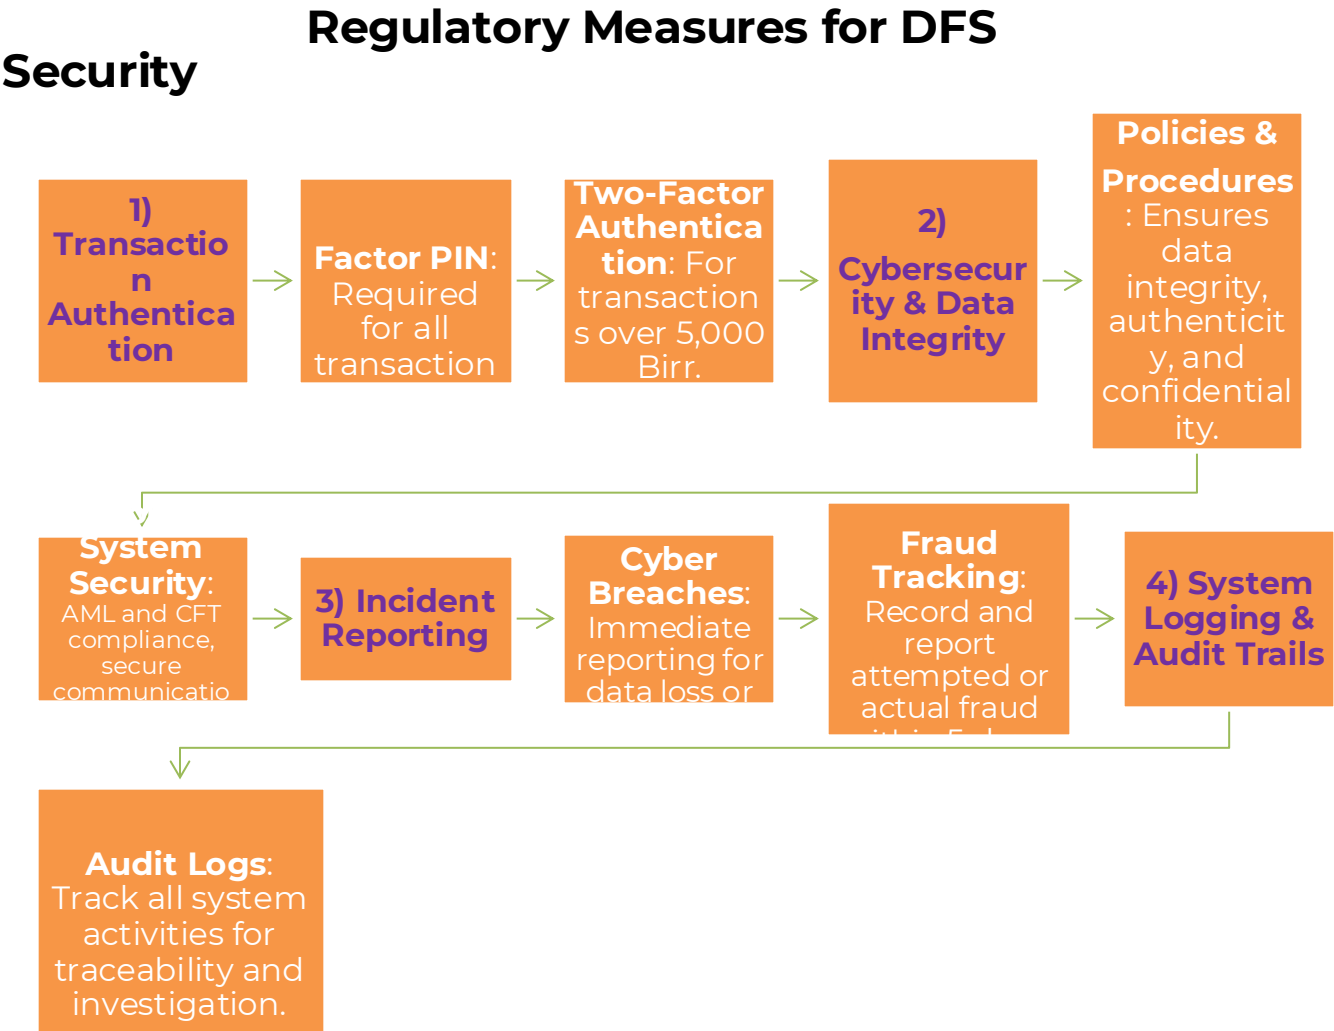 Regulatory Measures for DFS
Security
1)
Transactio
n
Authentica
tion
Factor PIN:
Required
for all
transaction
Two-Factor
Authentica
tion: For
transaction
s over 5,000
Birr.
2)
Cybersecur
ity & Data
Integrity
Policies &
Procedures
: Ensures
data
integrity,
authenticit
y, and
confidential
ity.
System
Security:
AML and CFT
compliance,
secure
communicatio
3) Incident
Reporting
Cyber
Breaches:
Immediate
reporting for
data loss or
Fraud
Tracking:
Record and
report
attempted or
actual fraud
4) System
Logging &
Audit Trails
Audit Logs:
Track all system
activities for
traceability and
investigation.